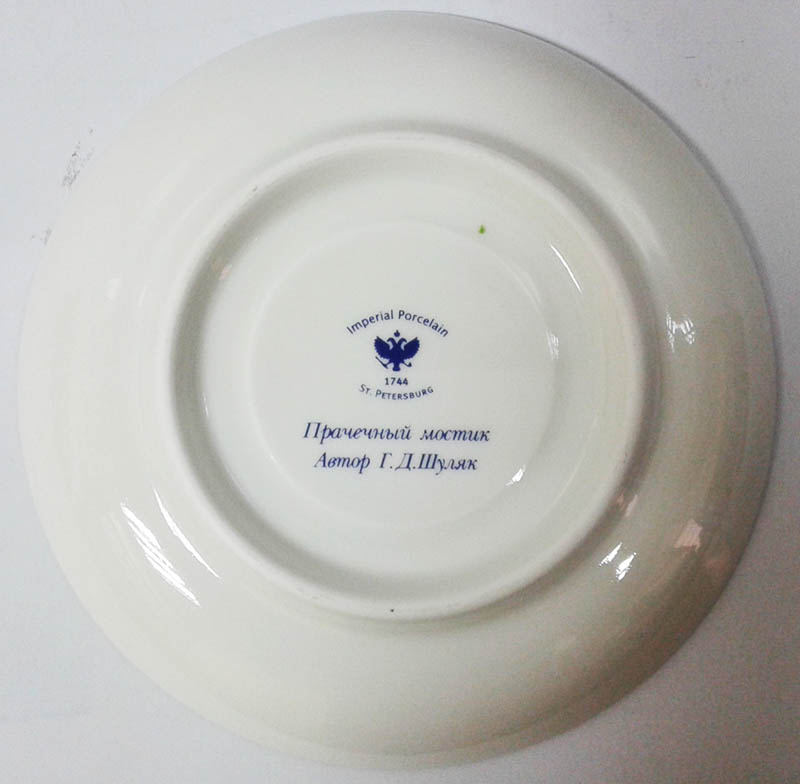 Imperial Porcelain
1744
St. Petersburg
Прачечный мостик
Автор Г.Д.Шуляк